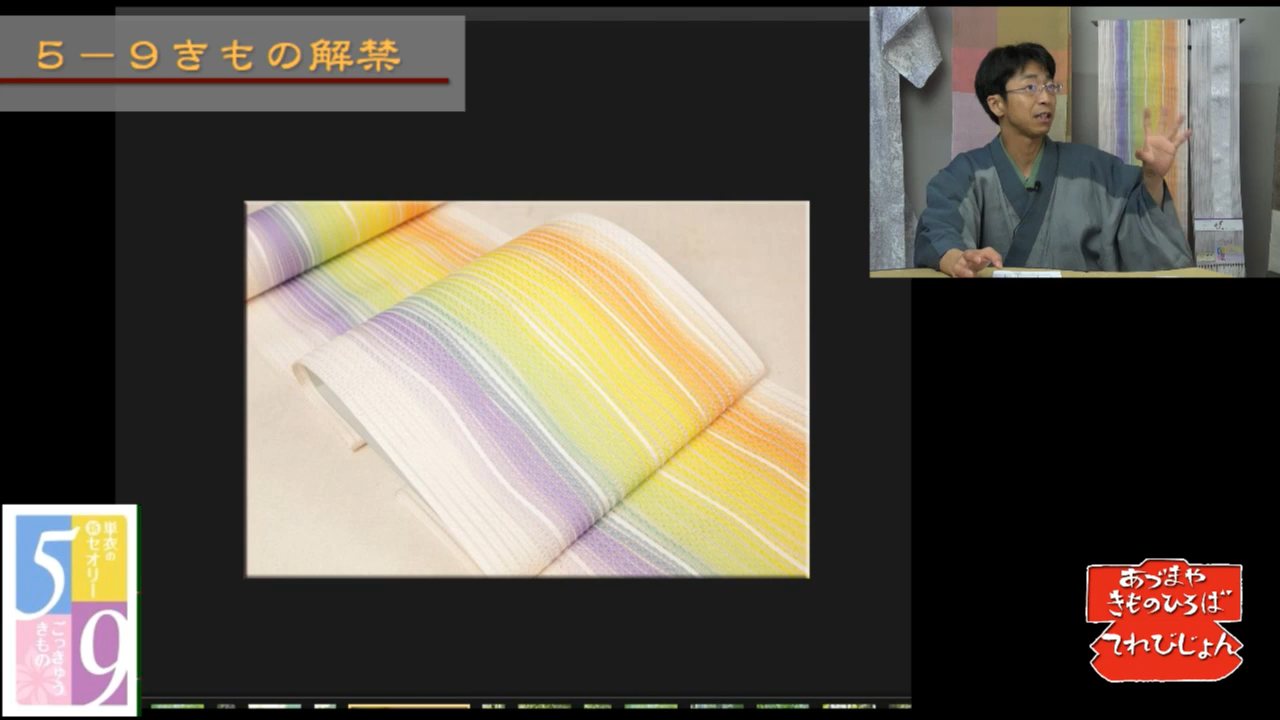 ５－９きもの解禁
5
単衣の
新セオリー
9
ごっきゅう
きもの
あづまや
きものひろば
てれびじょん